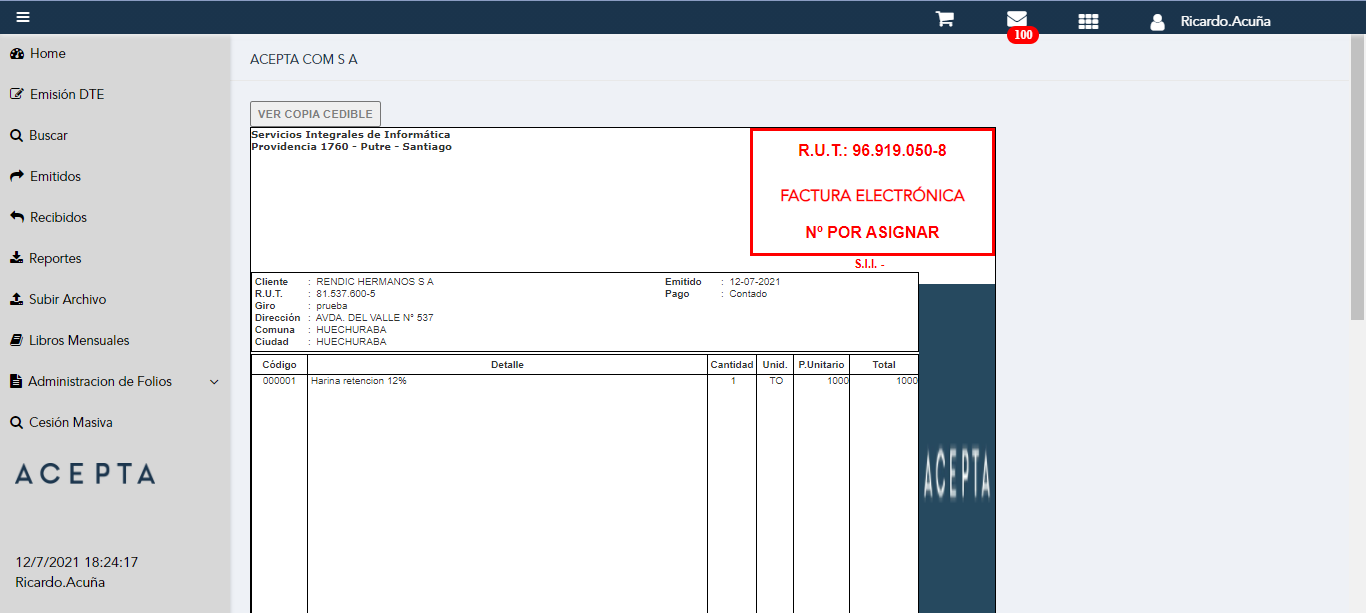 Ricardo.Acuña
100
Home
Emisión DTE
Buscar
Emitidos
Recibidos
Reportes
Subir Archivo
Libros Mensuales
Administracion de Folios
Cesión Masiva
ACEPTA
12/7/2021 18:24:17
Ricardo.Acuña
ACEPTA COM S A
VER COPIA CEDIBLE
Servicios Integrales de Informática
Providencia 1760 - Putre - Santiago
R.U.T.: 96.919.050-8
FACTURA ELECTRÓNICA
Nº POR ASIGNAR
S.I.I. -
Cliente : RENDIC HERMANOS S A Emitido : 12-07-2021
R.U.T. : 81.537.600-5 Pago : Contado
Giro : prueba
Dirección : AVDA. DEL VALLE N° 537
Comuna : HUECHURABA
Ciudad : HUECHURABA
Código Detalle Cantidad Unid. P.Unitario Total
000001 Harina retencion 12% 1 TO 1000 1000
ACEPTA